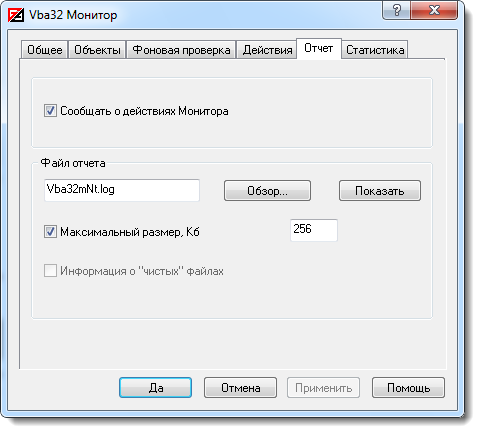 Vba32 Монитор
Общее Объекты Фоновая проверка Действия Отчет Статистика
Сообщать о действиях Монитора
Файл отчета
Vba32mNt.log Обзор... Показать
Максимальный размер, Кб 256
Информация о "чистых" файлах
Да Отмена Применить Помощь